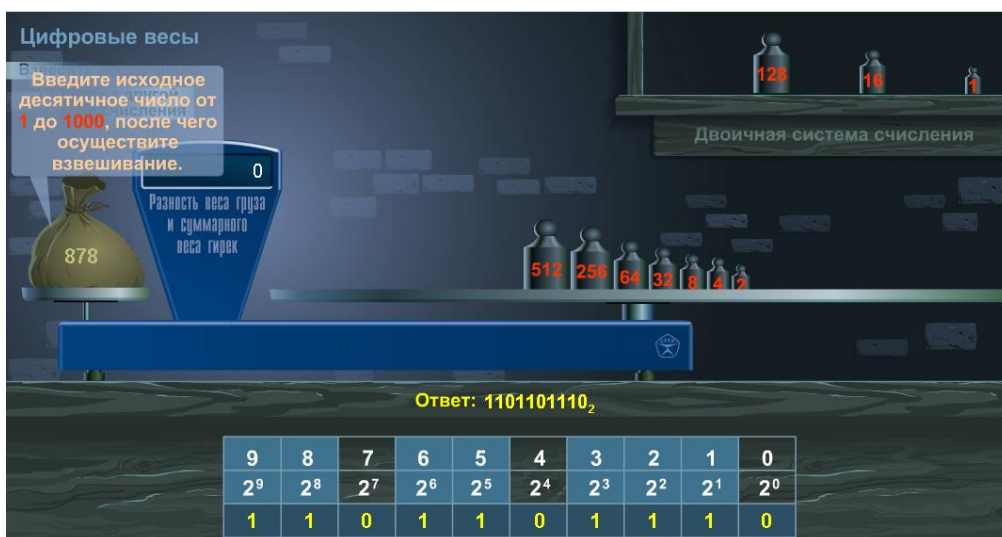 Цифровые весы
Введите исходное
десятичное число от
1 до 1000, после чего
осуществите
взвешивание.
128 16 1
Двоичная система счисления
0
Разность веса груза
и суммарного
веса гирек
878
512 256 64 32 8 4 2
СССР
Ответ: 1101101110₂
9 8 7 6 5 4 3 2 1 0
2⁹ 2⁸ 2⁷ 2⁶ 2⁵ 2⁴ 2³ 2² 2¹ 2⁰
1 1 0 1 1 0 1 1 1 0